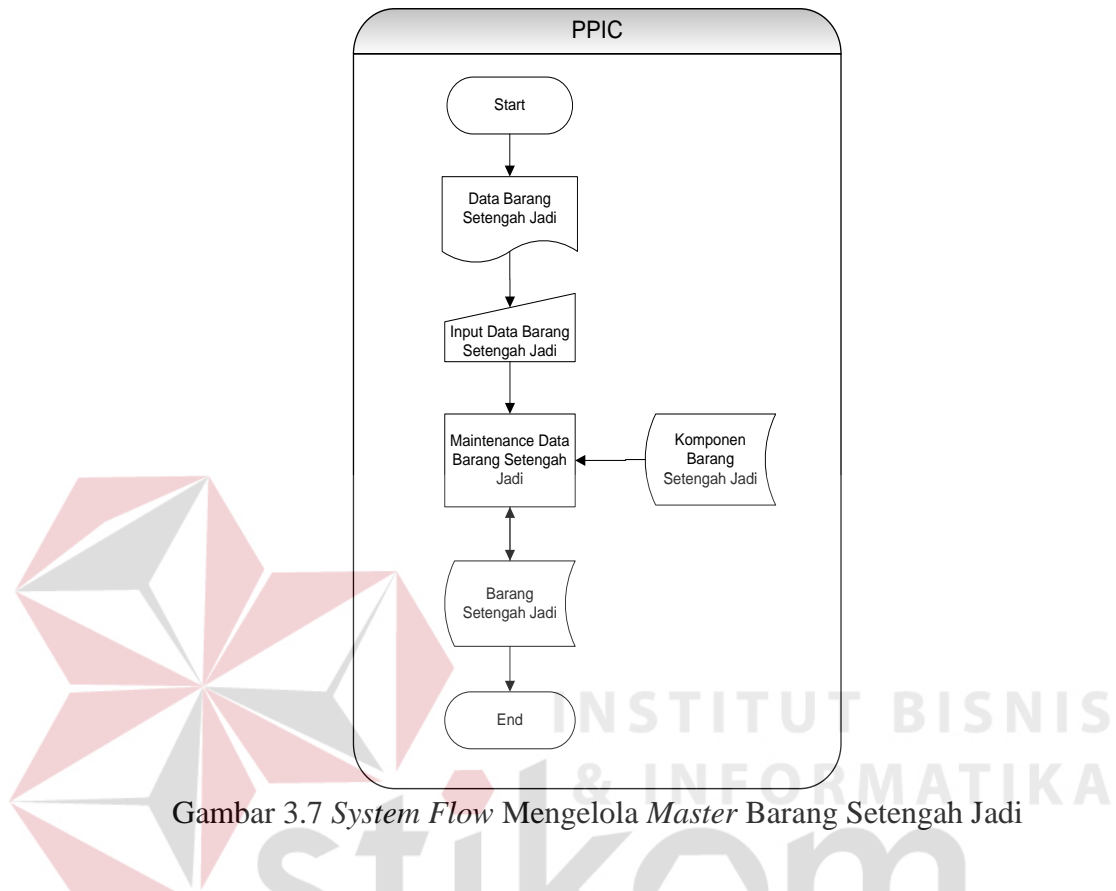 PPIC
Start
Data Barang
Setengah Jadi
Input Data Barang
Setengah Jadi
Maintenance Data
Barang Setengah
Jadi
Komponen
Barang
Setengah Jadi
Barang
Setengah Jadi
End
INSTITUT BISNIS
& INFORMATIKA
Gambar 3.7 System Flow Mengelola Master Barang Setengah Jadi
stikom